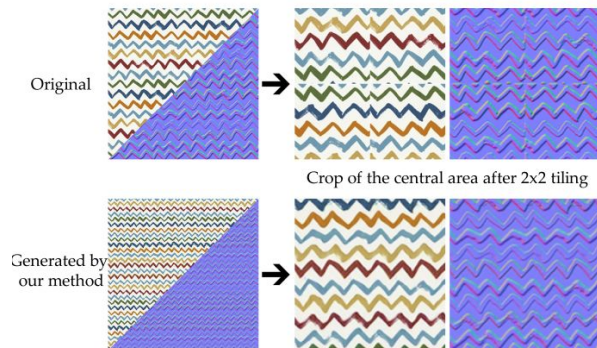 Original
Crop of the central area after 2x2 tiling
Generated by
our method